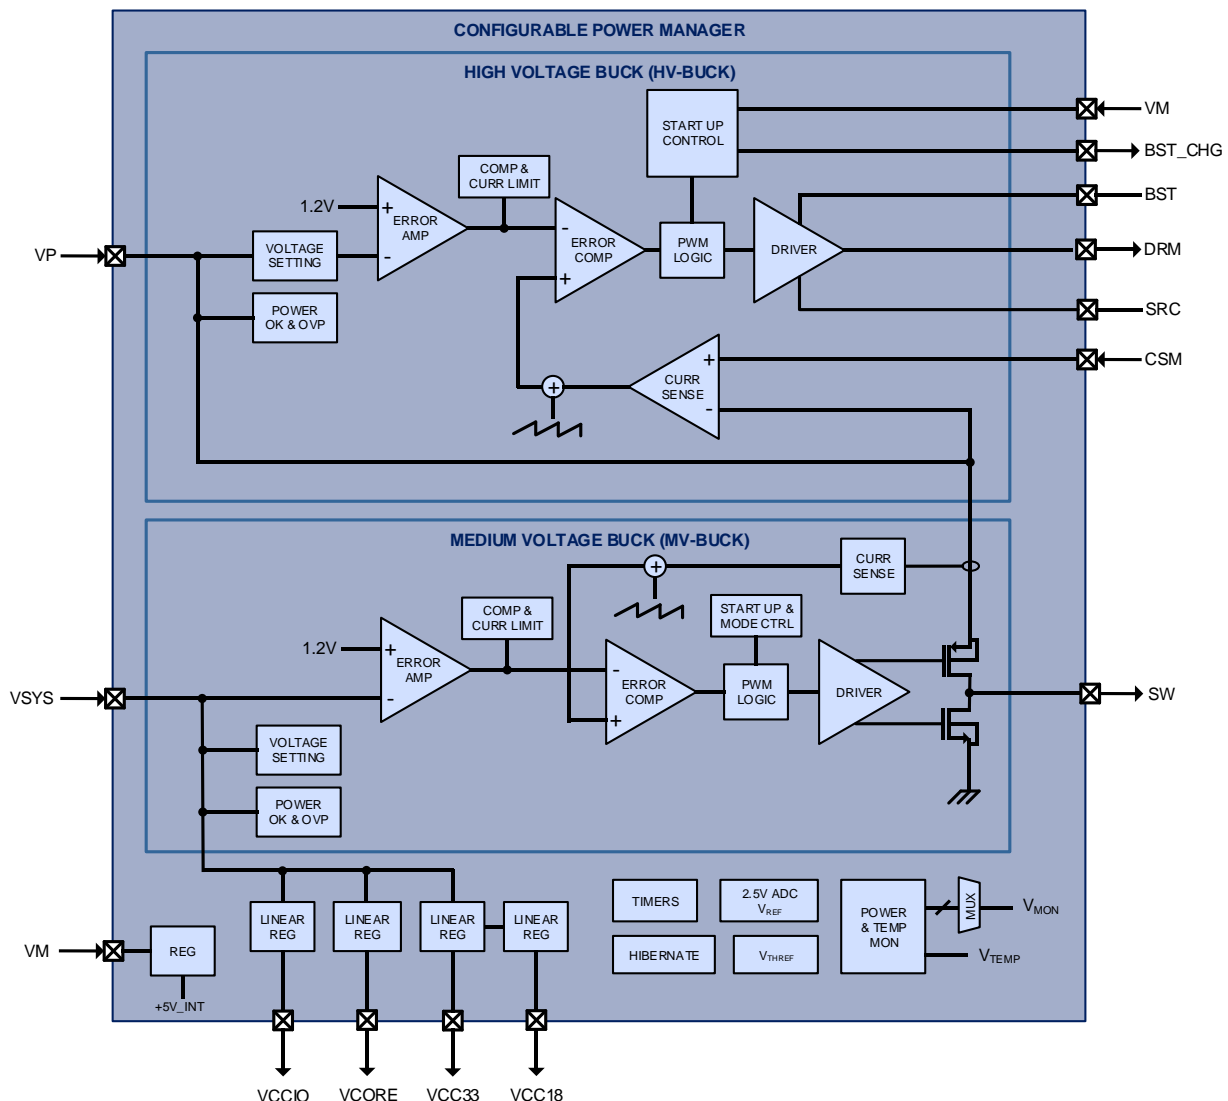 CONFIGURABLE POWER MANAGER
HIGH VOLTAGE BUCK (HV-BUCK)
START UP
CONTROL
VM
BST_CHG
COMP &
CURR LIMIT
BST
1.2V
+
ERROR
AMP
-
-
ERROR
COMP
+
PWM
LOGIC
DRIVER
DRM
VP
VOLTAGE
SETTING
POWER
OK & OVP
SRC
CSM
+
CURR
SENSE
-
+
MEDIUM VOLTAGE BUCK (MV-BUCK)
+
CURR
SENSE
COMP &
CURR LIMIT
START UP &
MODE CTRL
1.2V
+
ERROR
AMP
-
-
ERROR
COMP
+
PWM
LOGIC
DRIVER
VSYS
SW
VOLTAGE
SETTING
POWER
OK & OVP
TIMERS
2.5V ADC
VREF
POWER
& TEMP
MON
MUX
VMON
LINEAR
REG
LINEAR
REG
LINEAR
REG
LINEAR
REG
VM
REG
HIBERNATE
VTHREF
VTEMP
+5V_INT
VCCIO
VCORE
VCC33
VCC18